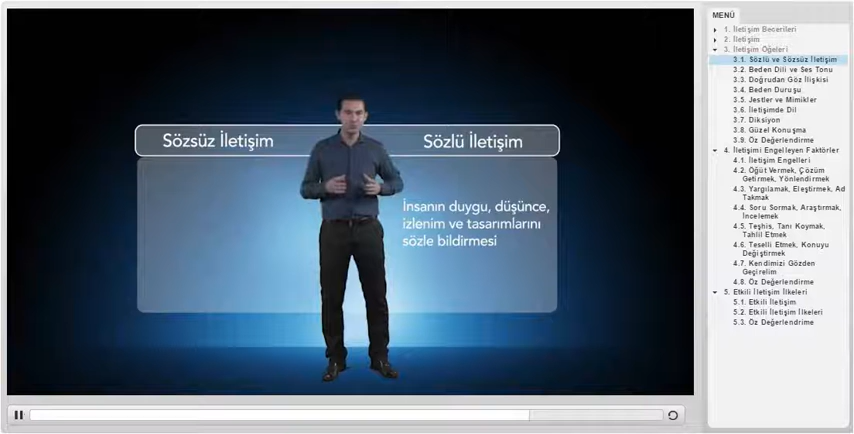 Sözsüz İletişim
Sözlü İletişim
İnsanın duygu, düşünce,
izlenim ve tasarımlarını
sözle bildirmesi
MENÜ
1. İletişim Becerileri
2. İletişim
3. İletişim Öğeleri
3.1. Sözlü ve Sözsüz İletişim
3.2. Beden Dili ve Ses Tonu
3.3. Doğrudan Göz İlişkisi
3.4. Beden Duruşu
3.5. Jestler ve Mimikler
3.6. İletişimde Dil
3.7. Diksiyon
3.8. Güzel Konuşma
3.9. Öz Değerlendirme
4. İletişimi Engelleyen Faktörler
4.1. İletişim Engelleri
4.2. Öğüt Vermek, Çözüm
Getirmek, Yönlendirmek
4.3. Yargılamak, Eleştirmek, Ad
Takmak
4.4. Soru Sormak, Araştırmak,
İncelemek
4.5. Teşhis, Tanı Koymak,
Tahlil Etmek
4.6. Teselli Etmek, Konuyu
Değiştirmek
4.7. Kendimizi Gözden
Geçirelim
4.8. Öz Değerlendirme
5. Etkili İletişim İlkeleri
5.1. Etkili İletişim
5.2. Etkili İletişim İlkeleri
5.3. Öz Değerlendrime